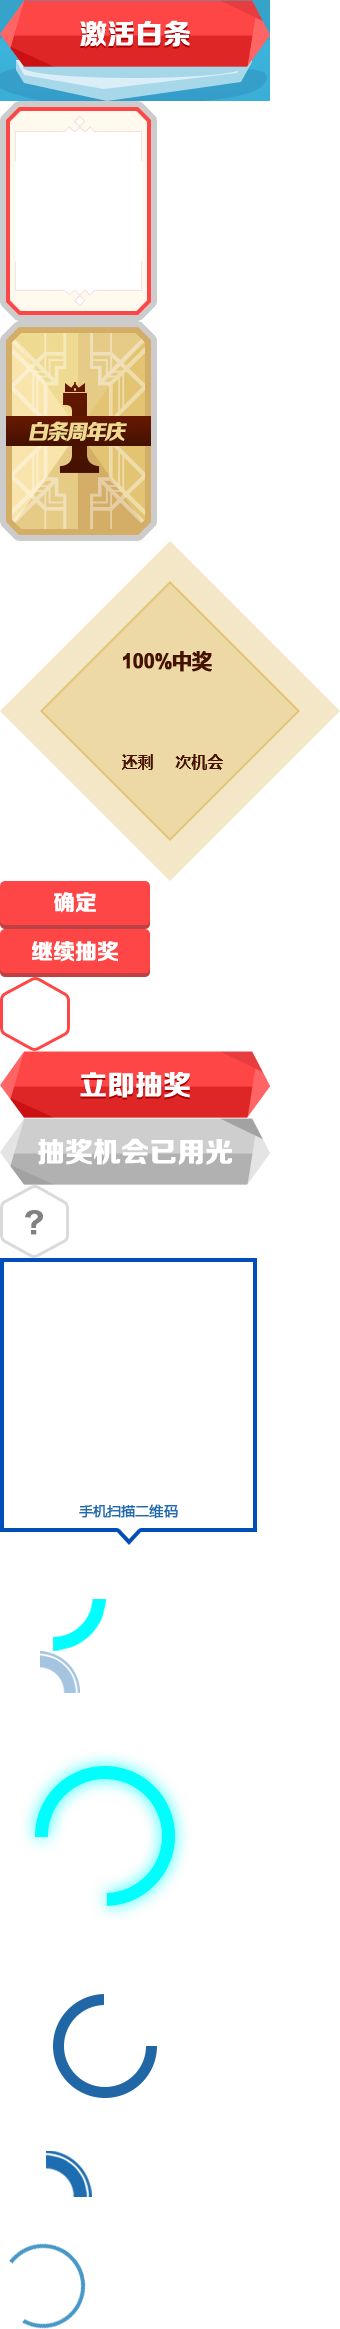 激活白条
白条周年庆
100%中奖
还剩 次机会
确定
继续抽奖
立即抽奖
抽奖机会已用光
?
手机扫描二维码